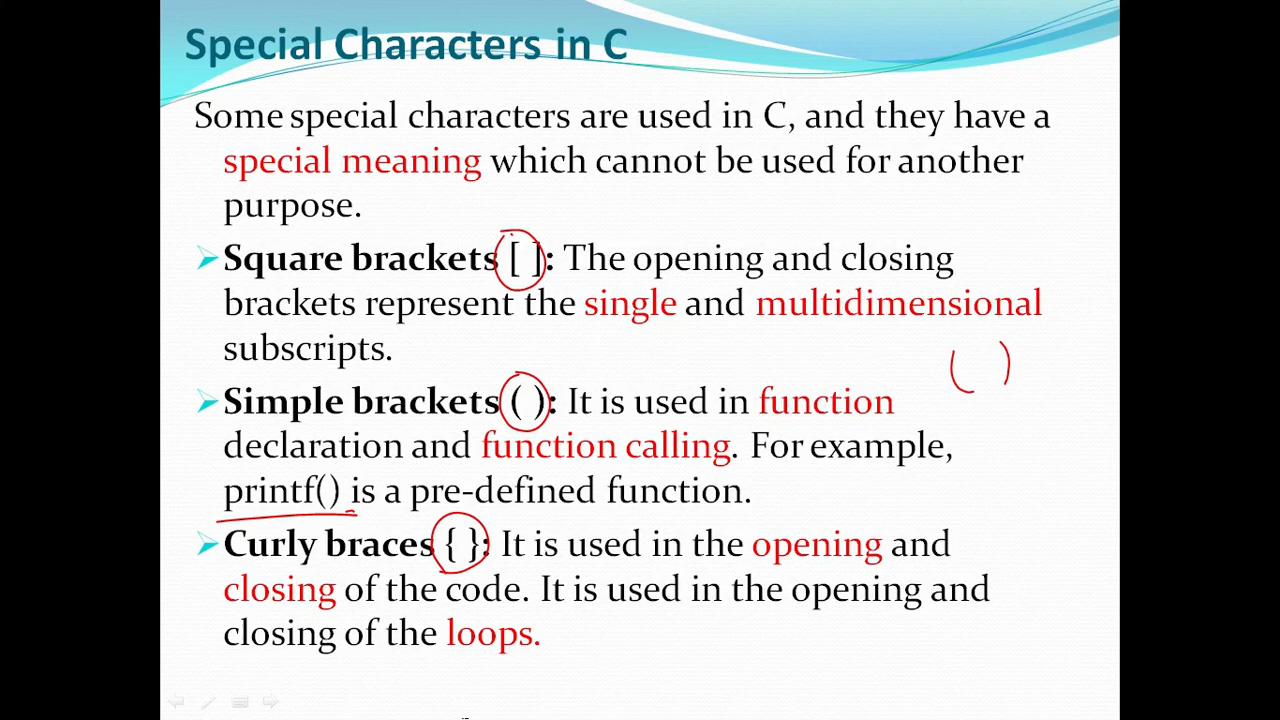 Special Characters in C
Some special characters are used in C, and they have a
special meaning which cannot be used for another
purpose.
Square brackets [ ]: The opening and closing
brackets represent the single and multidimensional
subscripts.
( )
Simple brackets ( ): It is used in function
declaration and function calling. For example,
printf() is a pre-defined function.
Curly braces { }: It is used in the opening and
closing of the code. It is used in the opening and
closing of the loops.